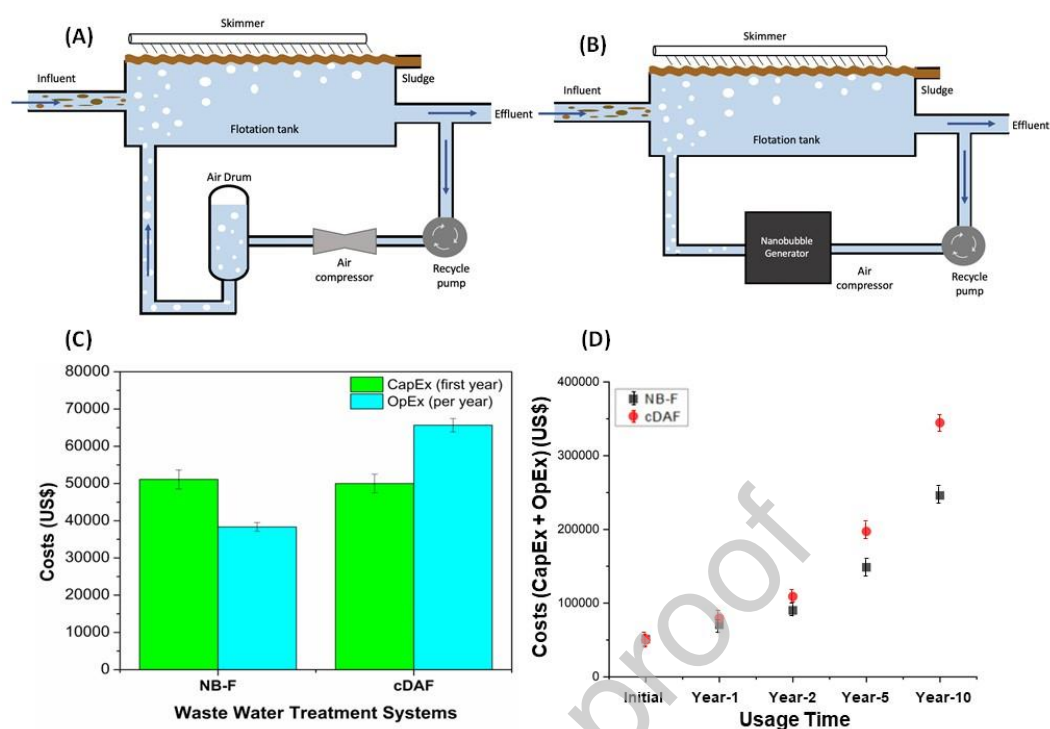 (A)
Skimmer
Influent
Sludge
Flotation tank
Effluent
Air Drum
Air
compressor
Recycle
pump
(B)
Skimmer
Influent
Sludge
Flotation tank
Effluent
Nanobubble
Generator
Air
compressor
Recycle
pump
(C)
80000
70000
60000
50000
40000
30000
20000
10000
0
Costs (US$)
CapEx (first year)
OpEx (per year)
NB-F
cDAF
Waste Water Treatment Systems
(D)
400000
300000
200000
100000
0
Costs (CapEx + OpEx) (US$)
NB-F
cDAF
Initial
Year-1
Year-2
Year-5
Year-10
Usage Time
proof